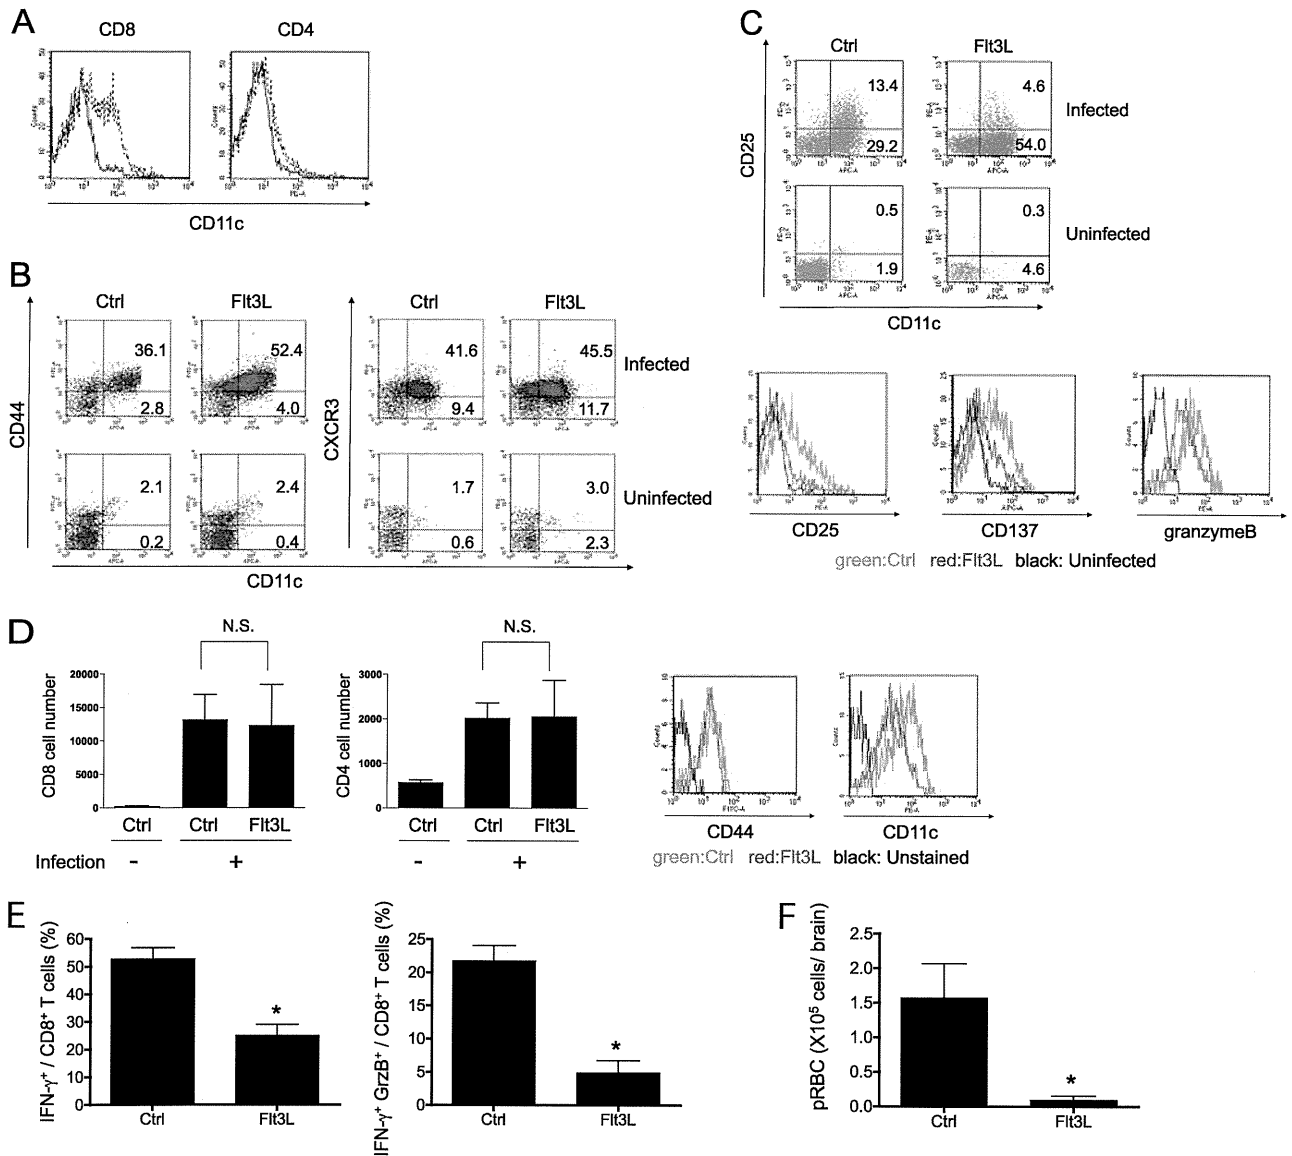 A
CD8
CD4
CD11c
B
Ctrl
Flt3L
Ctrl
Flt3L
36.1
52.4
41.6
45.5
Infected
2.8
4.0
9.4
11.7
CD44
CXCR3
2.1
2.4
1.7
3.0
Uninfected
0.2
0.4
0.6
2.3
CD11c
C
Ctrl
Flt3L
13.4
4.6
Infected
29.2
54.0
CD25
0.5
0.3
Uninfected
1.9
4.6
CD11c
CD25
CD137
granzymeB
green:Ctrl red:Flt3L black: Uninfected
D
N.S.
N.S.
CD8 cell number
20000
15000
10000
5000
0
Ctrl
Ctrl
Flt3L
CD4 cell number
3000
2000
1000
0
Ctrl
Ctrl
Flt3L
Infection - + - +
CD44
CD11c
green:Ctrl red:Flt3L black: Unstained
E
IFN-γ+ / CD8+ T cells (%)
60
50
40
30
20
10
0
*
Ctrl
Flt3L
IFN-γ+ GrzB+ / CD8+ T cells (%)
25
20
15
10
5
0
*
Ctrl
Flt3L
F
pRBC (X10⁵ cells/ brain)
2.5
2.0
1.5
1.0
0.5
0.0
*
Ctrl
Flt3L